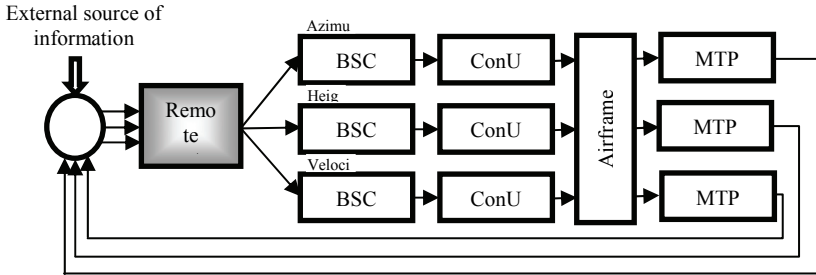 External source of
information
Azimu
BSC
ConU
MTP
Remo
te
Heig
BSC
ConU
Airframe
MTP
Veloci
BSC
ConU
MTP